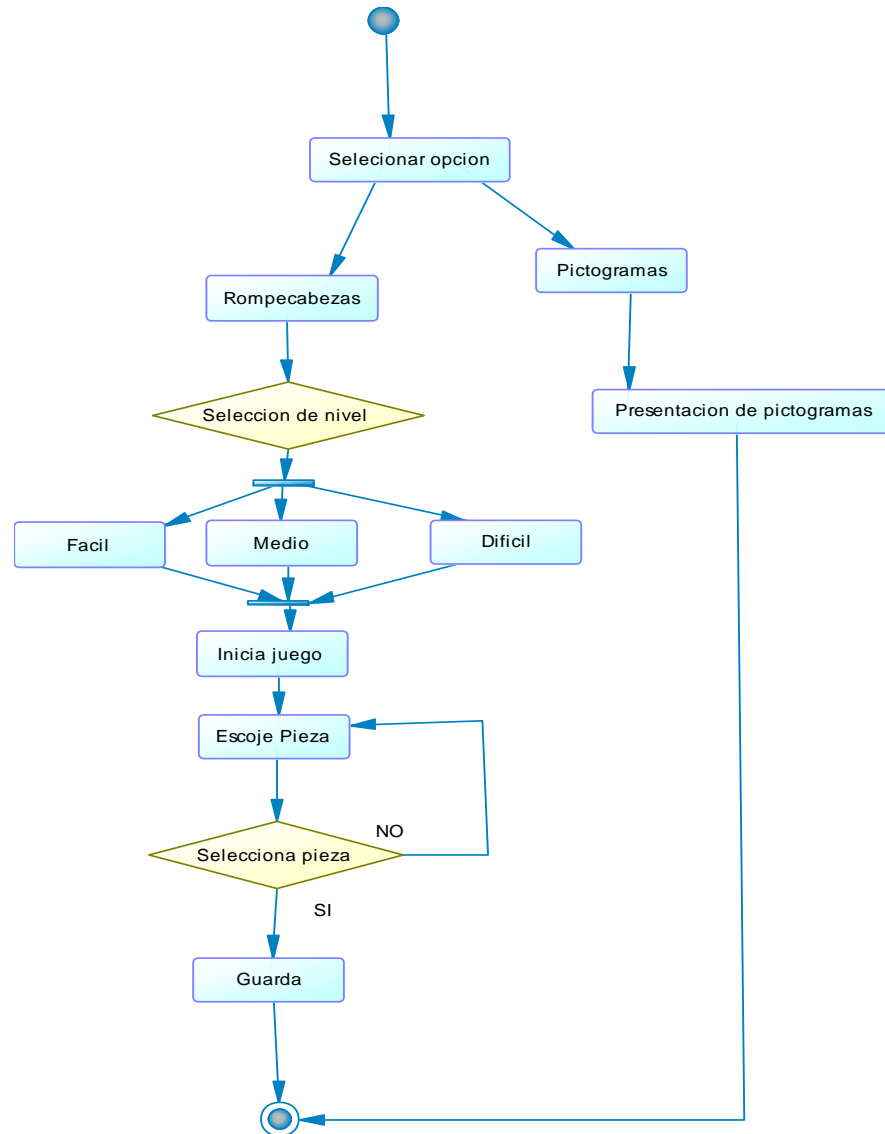 Selecionar opcion
Pictogramas
Rompecabezas
Presentacion de pictogramas
Seleccion de nivel
Facil
Medio
Dificil
Inicia juego
Escoje Pieza
NO
Selecciona pieza
SI
Guarda